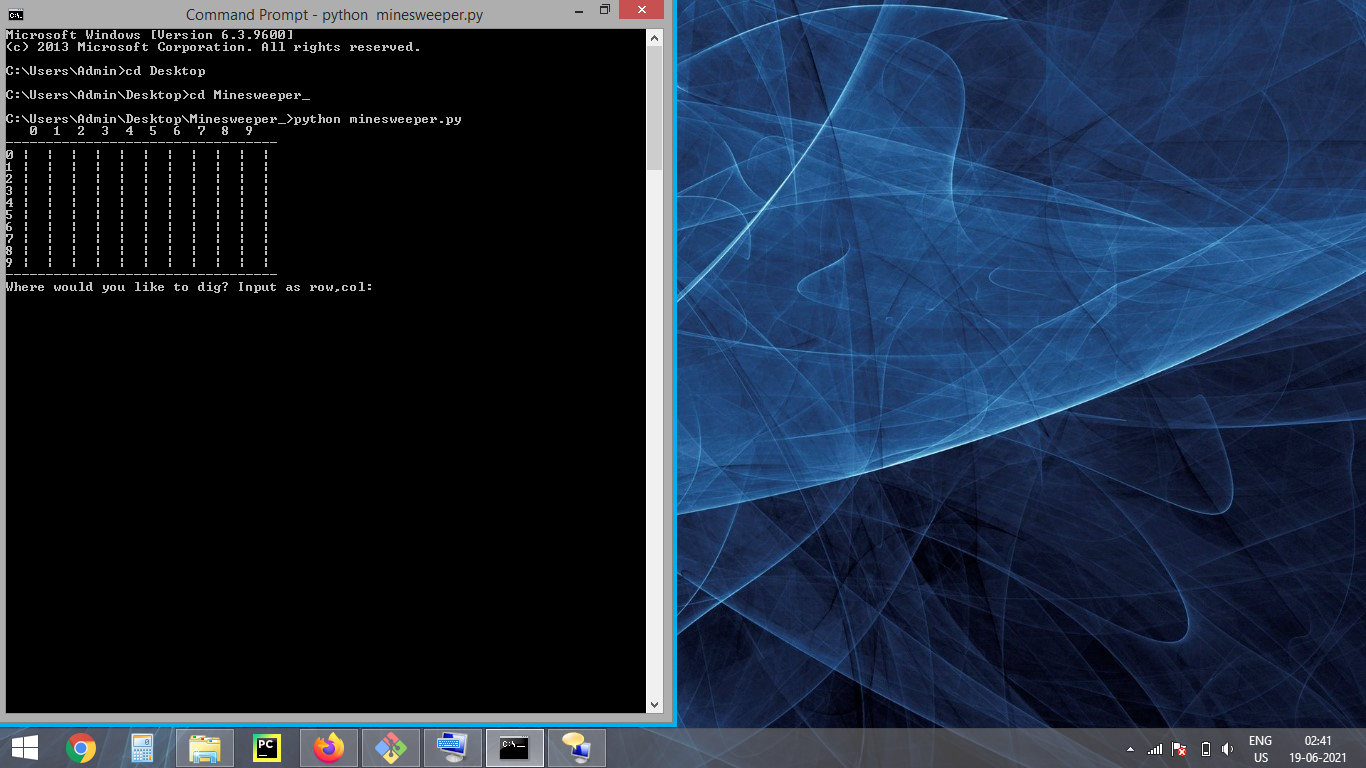 Command Prompt - python  minesweeper.py
Microsoft Windows [Version 6.3.9600]
(c) 2013 Microsoft Corporation. All rights reserved.
C:\Users\Admin>cd Desktop
C:\Users\Admin\Desktop>cd Minesweeper_
C:\Users\Admin\Desktop\Minesweeper_>python minesweeper.py
   0  1  2  3  4  5  6  7  8  9
----------------------------------
0 |  |  |  |  |  |  |  |  |  |  |
1 |  |  |  |  |  |  |  |  |  |  |
2 |  |  |  |  |  |  |  |  |  |  |
3 |  |  |  |  |  |  |  |  |  |  |
4 |  |  |  |  |  |  |  |  |  |  |
5 |  |  |  |  |  |  |  |  |  |  |
6 |  |  |  |  |  |  |  |  |  |  |
7 |  |  |  |  |  |  |  |  |  |  |
8 |  |  |  |  |  |  |  |  |  |  |
9 |  |  |  |  |  |  |  |  |  |  |
----------------------------------
Where would you like to dig? Input as row,col:
PC
C:\_
ENG
US
02:41
19-06-2021